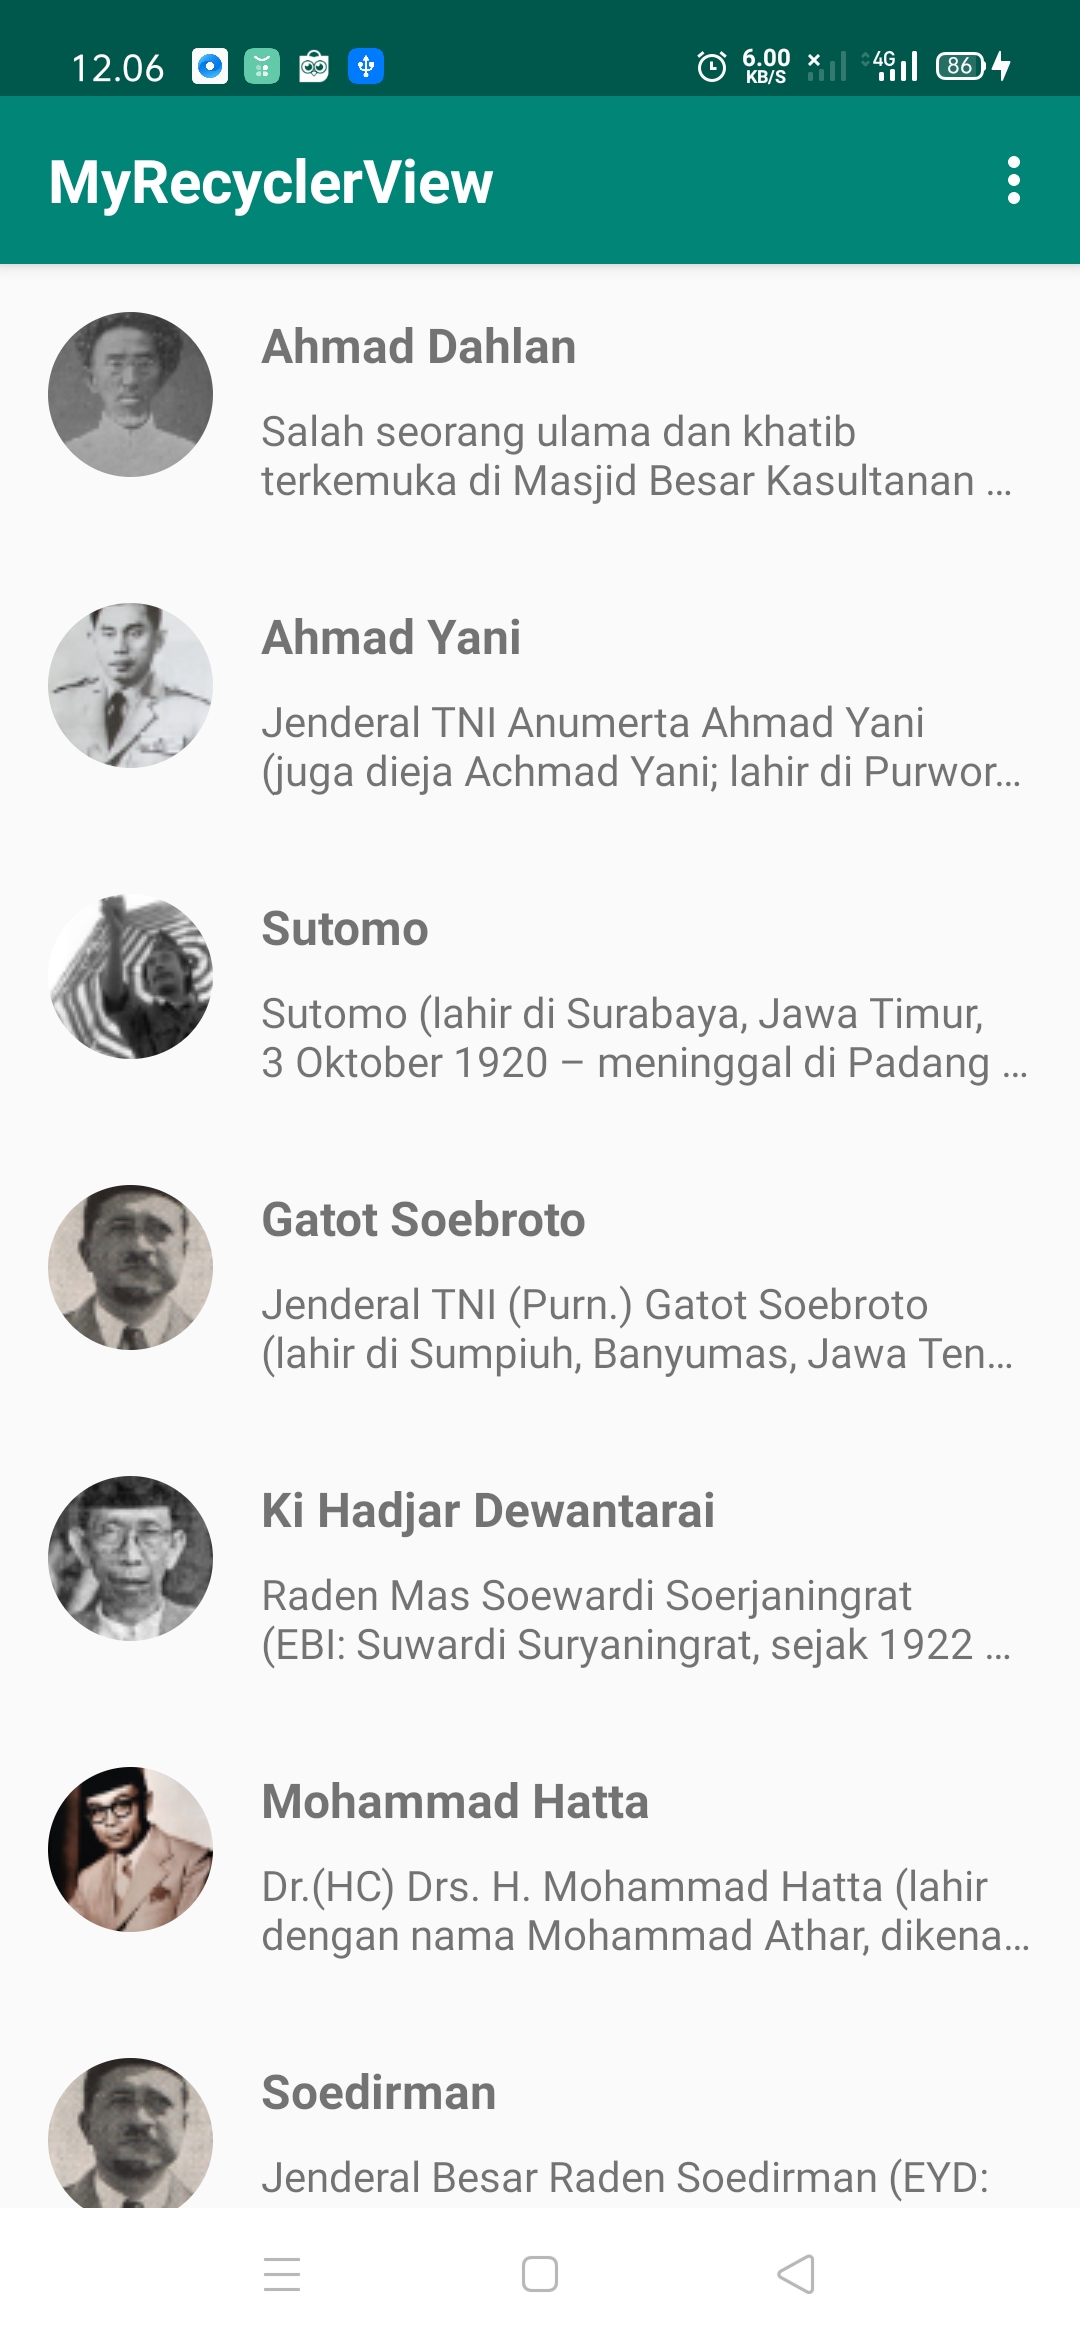 12.06
6.00
KB/S
4G
86
MyRecyclerView
Ahmad Dahlan
Salah seorang ulama dan khatib
terkemuka di Masjid Besar Kasultanan ...
Ahmad Yani
Jenderal TNI Anumerta Ahmad Yani
(juga dieja Achmad Yani; lahir di Purwor...
Sutomo
Sutomo (lahir di Surabaya, Jawa Timur,
3 Oktober 1920 – meninggal di Padang ...
Gatot Soebroto
Jenderal TNI (Purn.) Gatot Soebroto
(lahir di Sumpiuh, Banyumas, Jawa Ten...
Ki Hadjar Dewantarai
Raden Mas Soewardi Soerjaningrat
(EBI: Suwardi Suryaningrat, sejak 1922 ...
Mohammad Hatta
Dr.(HC) Drs. H. Mohammad Hatta (lahir
dengan nama Mohammad Athar, dikena...
Soedirman
Jenderal Besar Raden Soedirman (EYD: